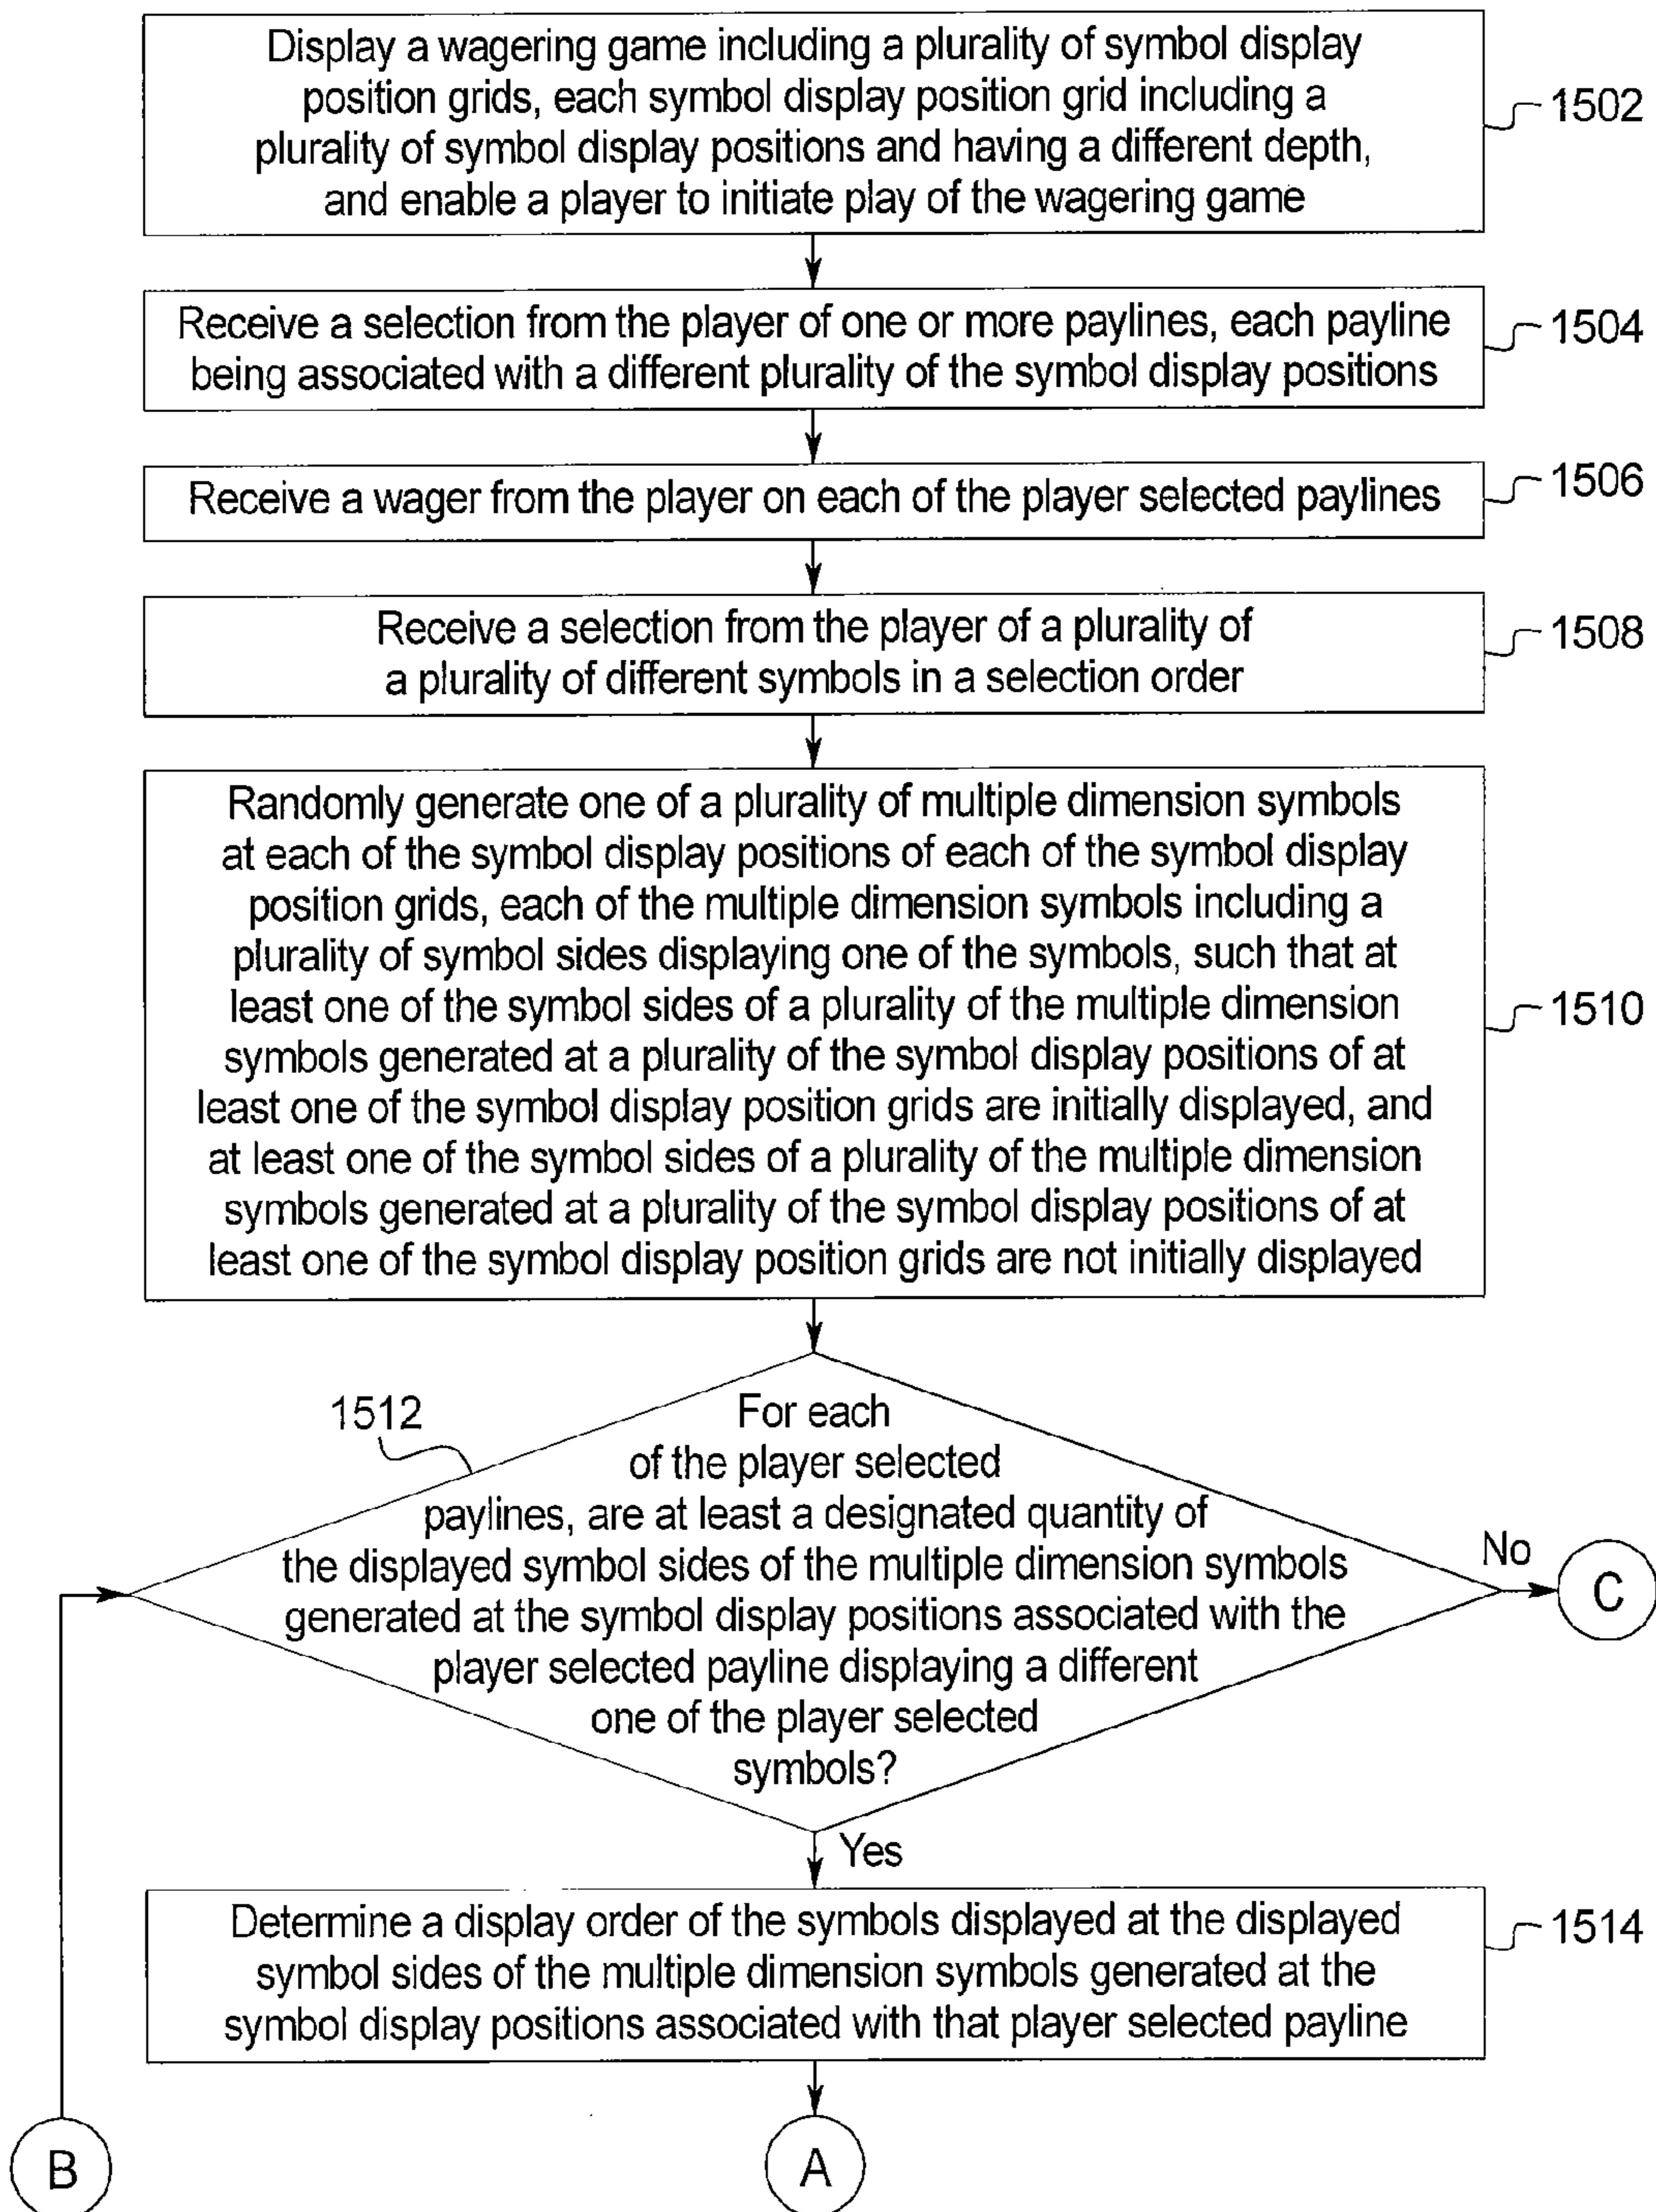 Display a wagering game including a plurality of symbol display
position grids, each symbol display position grid including a
plurality of symbol display positions and having a different depth,
and enable a player to initiate play of the wagering game
1502
Receive a selection from the player of one or more paylines, each payline
being associated with a different plurality of the symbol display positions
1504
Receive a wager from the player on each of the player selected paylines
1506
Receive a selection from the player of a plurality of
a plurality of different symbols in a selection order
1508
Randomly generate one of a plurality of multiple dimension symbols
at each of the symbol display positions of each of the symbol display
position grids, each of the multiple dimension symbols including a
plurality of symbol sides displaying one of the symbols, such that at
least one of the symbol sides of a plurality of the multiple dimension
symbols generated at a plurality of the symbol display positions of at
least one of the symbol display position grids are initially displayed, and
at least one of the symbol sides of a plurality of the multiple dimension
symbols generated at a plurality of the symbol display positions of at
least one of the symbol display position grids are not initially displayed
1510
1512
For each
of the player selected
paylines, are at least a designated quantity of
the displayed symbol sides of the multiple dimension symbols
generated at the symbol display positions associated with the
player selected payline displaying a different
one of the player selected
symbols?
No
C
Yes
Determine a display order of the symbols displayed at the displayed
symbol sides of the multiple dimension symbols generated at the
symbol display positions associated with that player selected payline
1514
B
A